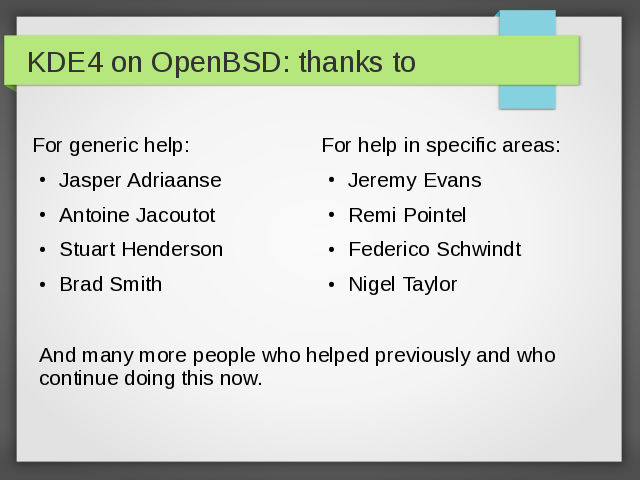 KDE4 on OpenBSD: thanks to
For generic help:
• Jasper Adriaanse
• Antoine Jacoutot
• Stuart Henderson
• Brad Smith
For help in specific areas:
• Jeremy Evans
• Remi Pointel
• Federico Schwindt
• Nigel Taylor
And many more people who helped previously and who
continue doing this now.